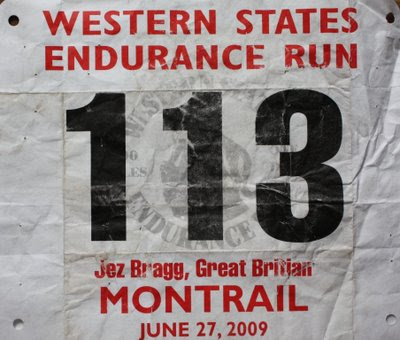 WESTERN STATES
ENDURANCE RUN
113
Jez Bragg, Great Britian
MONTRAIL
JUNE 27, 2009